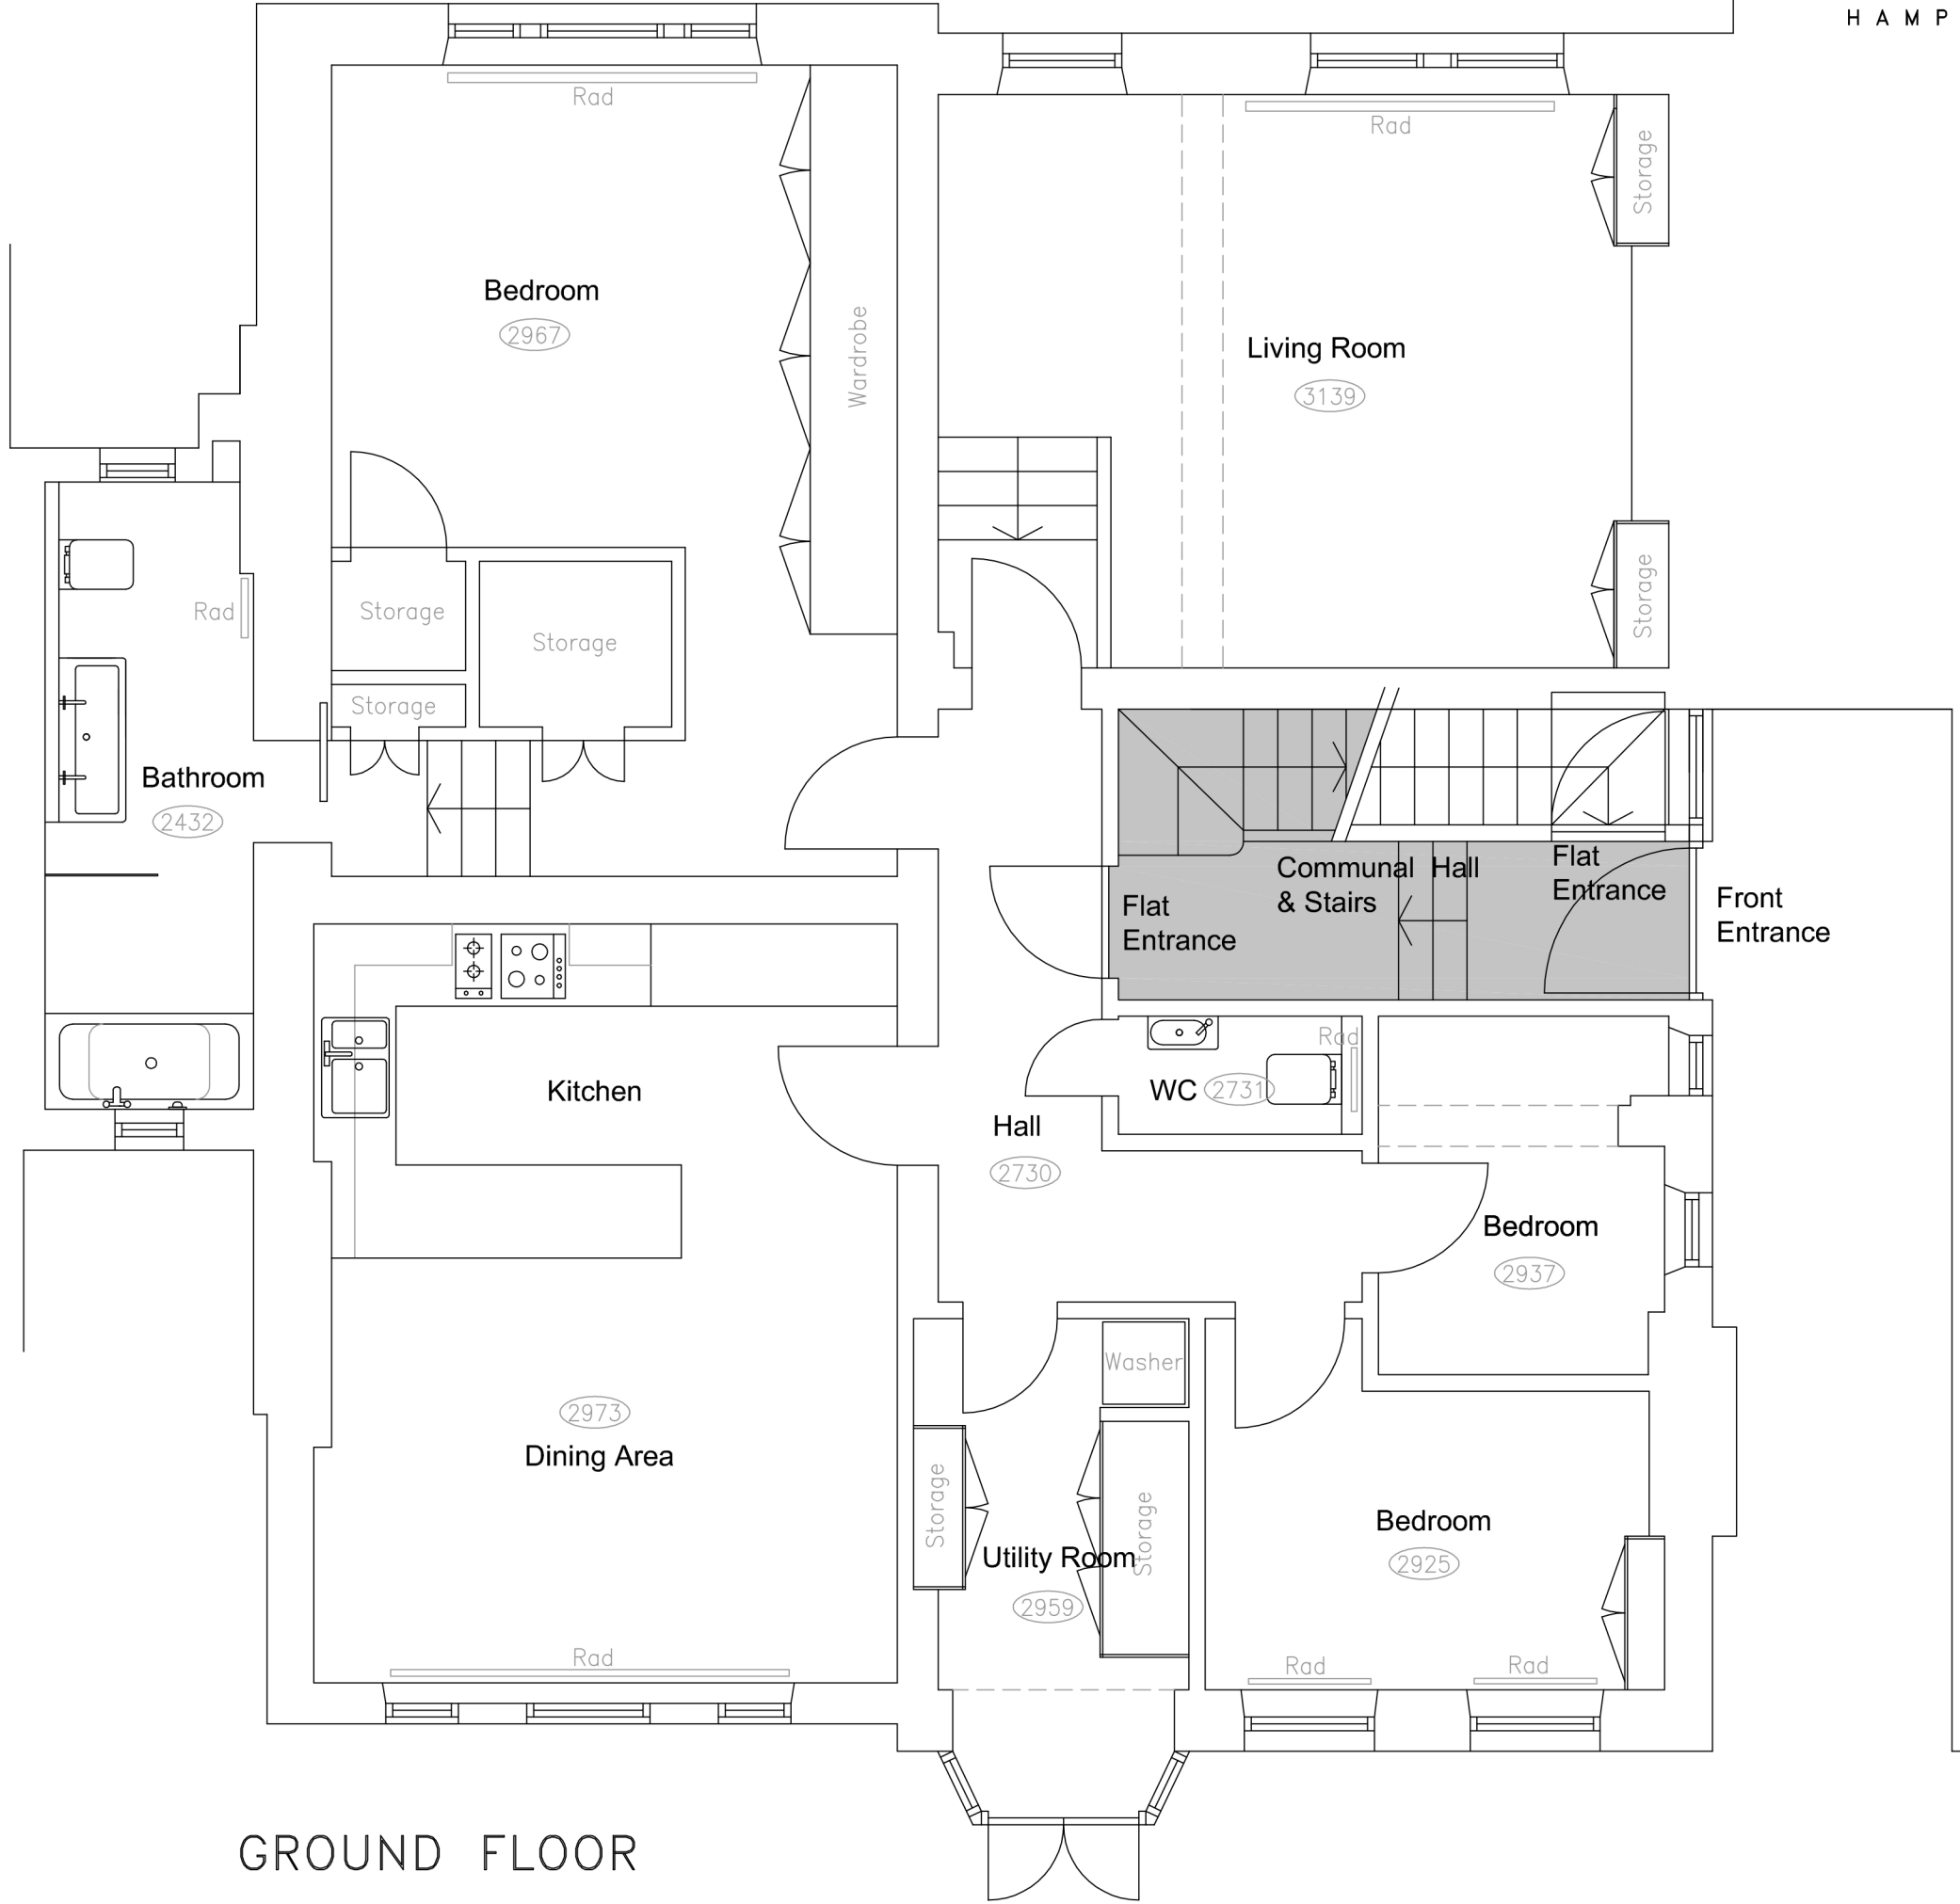 H A M P
Rad
Rad
Storage
Bedroom
2967
Wardrobe
Living Room
3139
Storage
Rad
Storage
Storage
Storage
Bathroom
2432
Communal Hall
& Stairs
Flat
Entrance
Flat
Entrance
Front
Entrance
Kitchen
WC
2731
Rad
Hall
2730
Bedroom
2937
Washer
2973
Dining Area
Storage
Storage
Utility Room
2959
Bedroom
2925
Rad
Rad
Rad
GROUND FLOOR